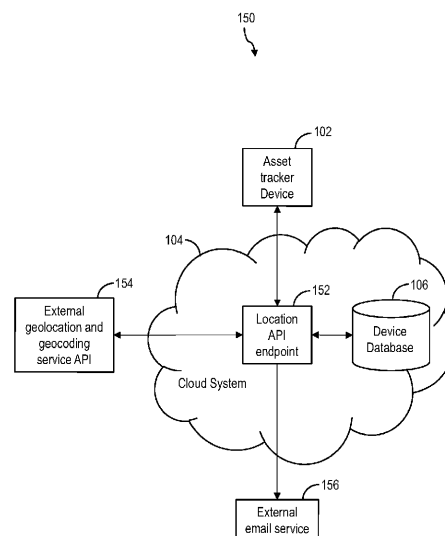 150
102
Asset
tracker
Device
104
154
152
106
External
geolocation and
geocoding
service API
Location
API
endpoint
Device
Database
Cloud System
156
External
email service